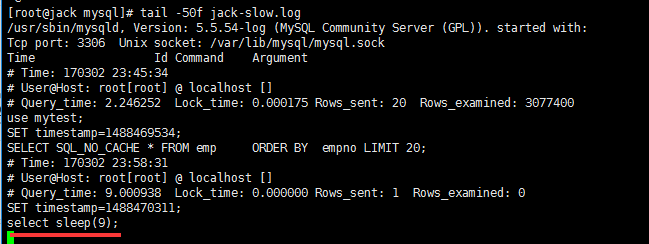 [root@jack mysql]# tail -50f jack-slow.log
/usr/sbin/mysqld, Version: 5.5.54-log (MySQL Community Server (GPL)). started with:
Tcp port: 3306  Unix socket: /var/lib/mysql/mysql.sock
Time                 Id Command    Argument
# Time: 170302 23:45:34
# User@Host: root[root] @ localhost []
# Query_time: 2.246252  Lock_time: 0.000175 Rows_sent: 20  Rows_examined: 3077400
use mytest;
SET timestamp=1488469534;
SELECT SQL_NO_CACHE * FROM emp     ORDER BY  empno LIMIT 20;
# Time: 170302 23:58:31
# User@Host: root[root] @ localhost []
# Query_time: 9.000938  Lock_time: 0.000000 Rows_sent: 1  Rows_examined: 0
SET timestamp=1488470311;
select sleep(9);